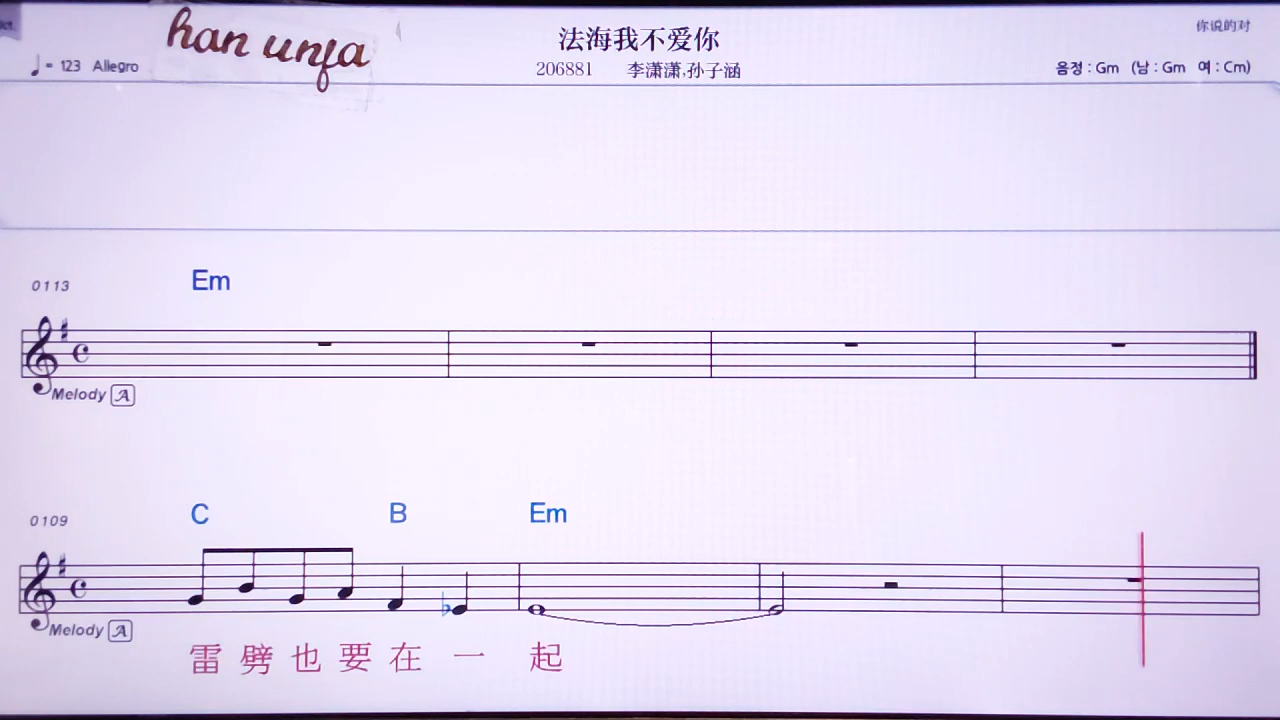 han unfa
法海我不爱你
你说的对
♩= 123 Allegro
206881 李潇潇,孙子涵
음정 : Gm (남 : Gm 여 : Cm)
0113
Em
Melody A
0109
C B Em
Melody A
雷 劈 也 要 在 一 起